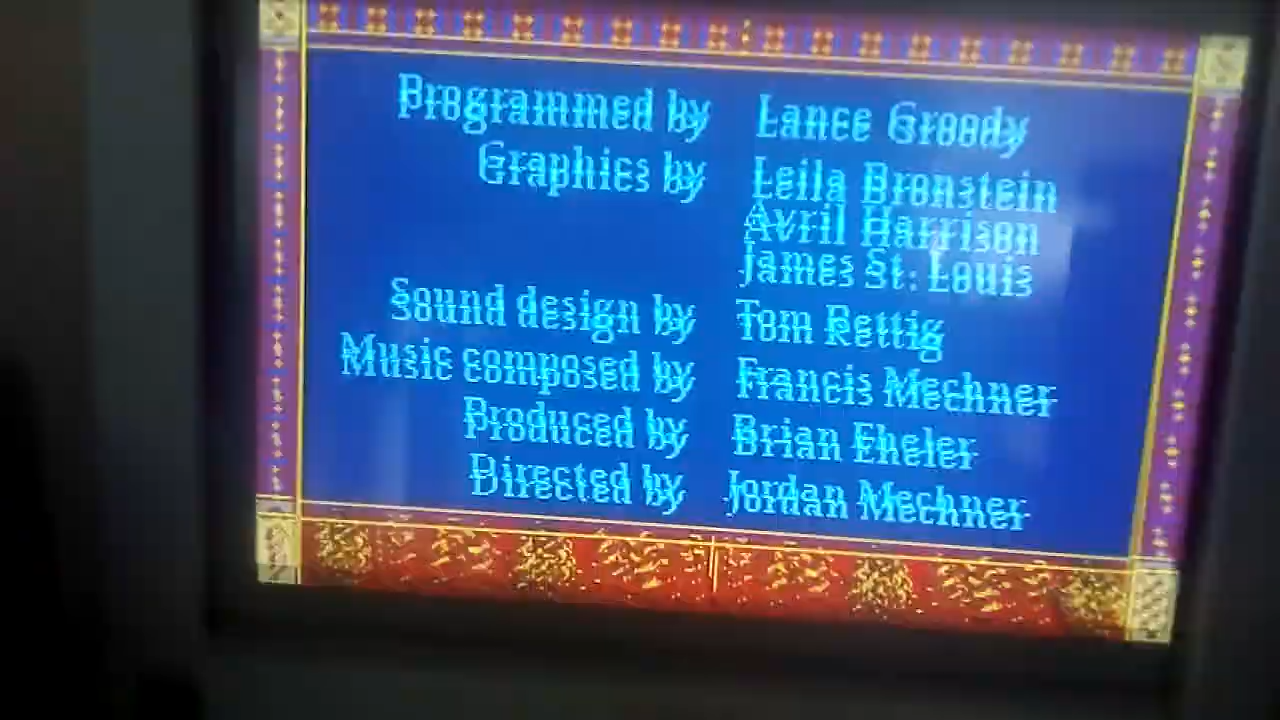 Programmed by Lance Groody
Graphics by Leila Bronstein
Avril Harrison
James St. Louis
Sound design by Tom Rettig
Music composed by Francis Mechner
Produced by Brian Eheler
Directed by Jordan Mechner